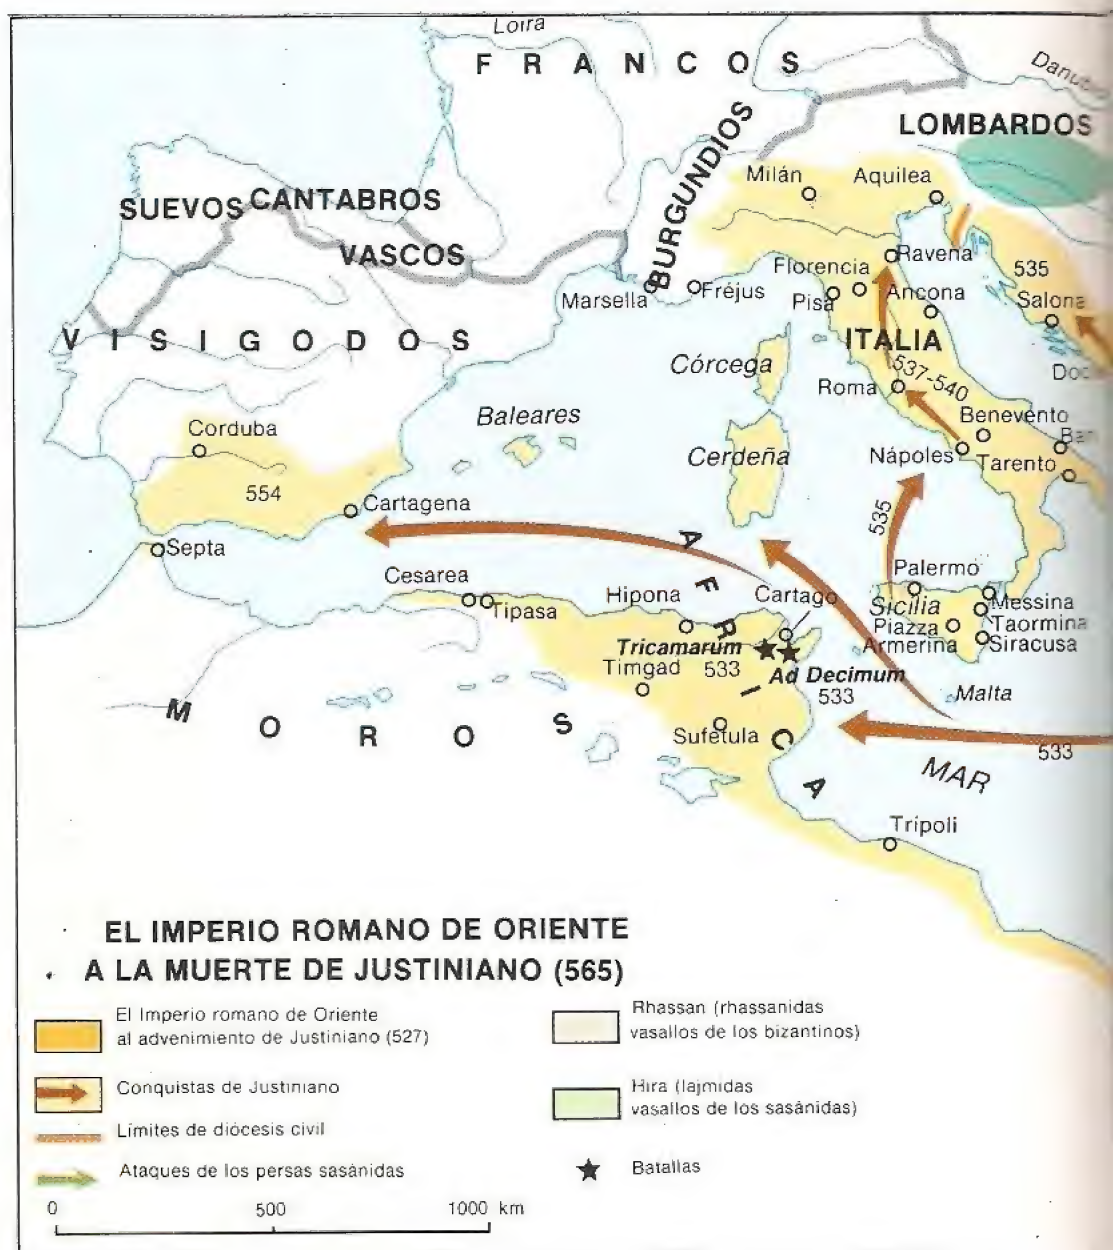 Loira
FRANCOS
Danub
LOMBARDOS
BURGUNDIOS
Milán
Aquilea
SUEVOS
CANTABROS
VASCOS
Ravena
Florencia
535
Marsella
Fréjus
Pisa
Ancona
Salona
VISIGODOS
ITALIA
Córcega
537-540
Doc
Roma
Baleares
Benevento
Corduba
Bari
Cerdeña
Nápoles
Tarento
554
Cartagena
535
Septa
AFRICA
Palermo
Cesarea
Tipasa
Hipona
Cartago
Sicilia
Messina
Piazza
Armerina
Taormina
Siracusa
Tricamarum
533
Timgad
Ad Decimum
533
Malta
MOROS
Sufetula
533
MAR
Trípoli
EL IMPERIO ROMANO DE ORIENTE
A LA MUERTE DE JUSTINIANO (565)
El Imperio romano de Oriente
al advenimiento de Justiniano (527)
Conquistas de Justiniano
Límites de diócesis civil
Ataques de los persas sasánidas
Rhassan (rhassanidas
vasallos de los bizantinos)
Hira (lajmidas
vasallos de los sasánidas)
Batallas
0 500 1000 km